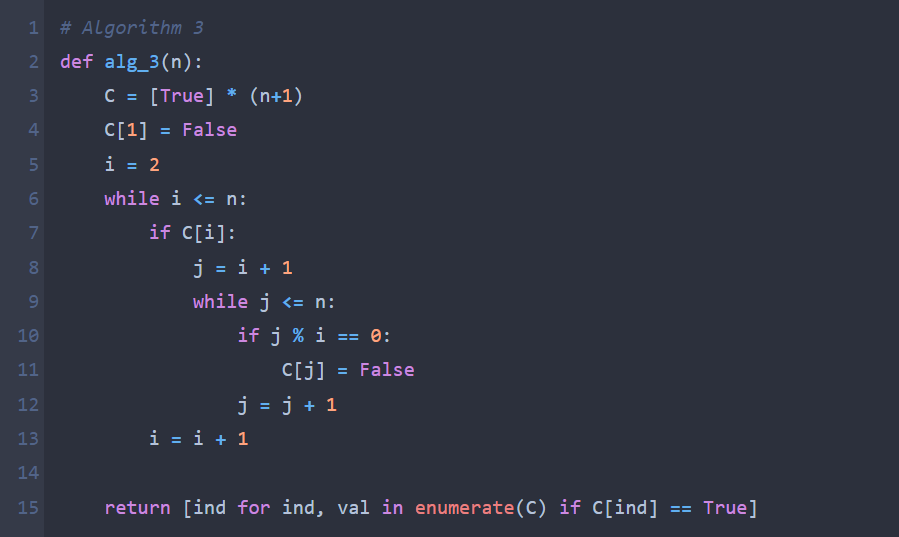 1 # Algorithm 3
2 def alg_3(n):
3     C = [True] * (n+1)
4     C[1] = False
5     i = 2
6     while i <= n:
7         if C[i]:
8             j = i + 1
9             while j <= n:
10                 if j % i == 0:
11                     C[j] = False
12                 j = j + 1
13         i = i + 1
14
15     return [ind for ind, val in enumerate(C) if C[ind] == True]